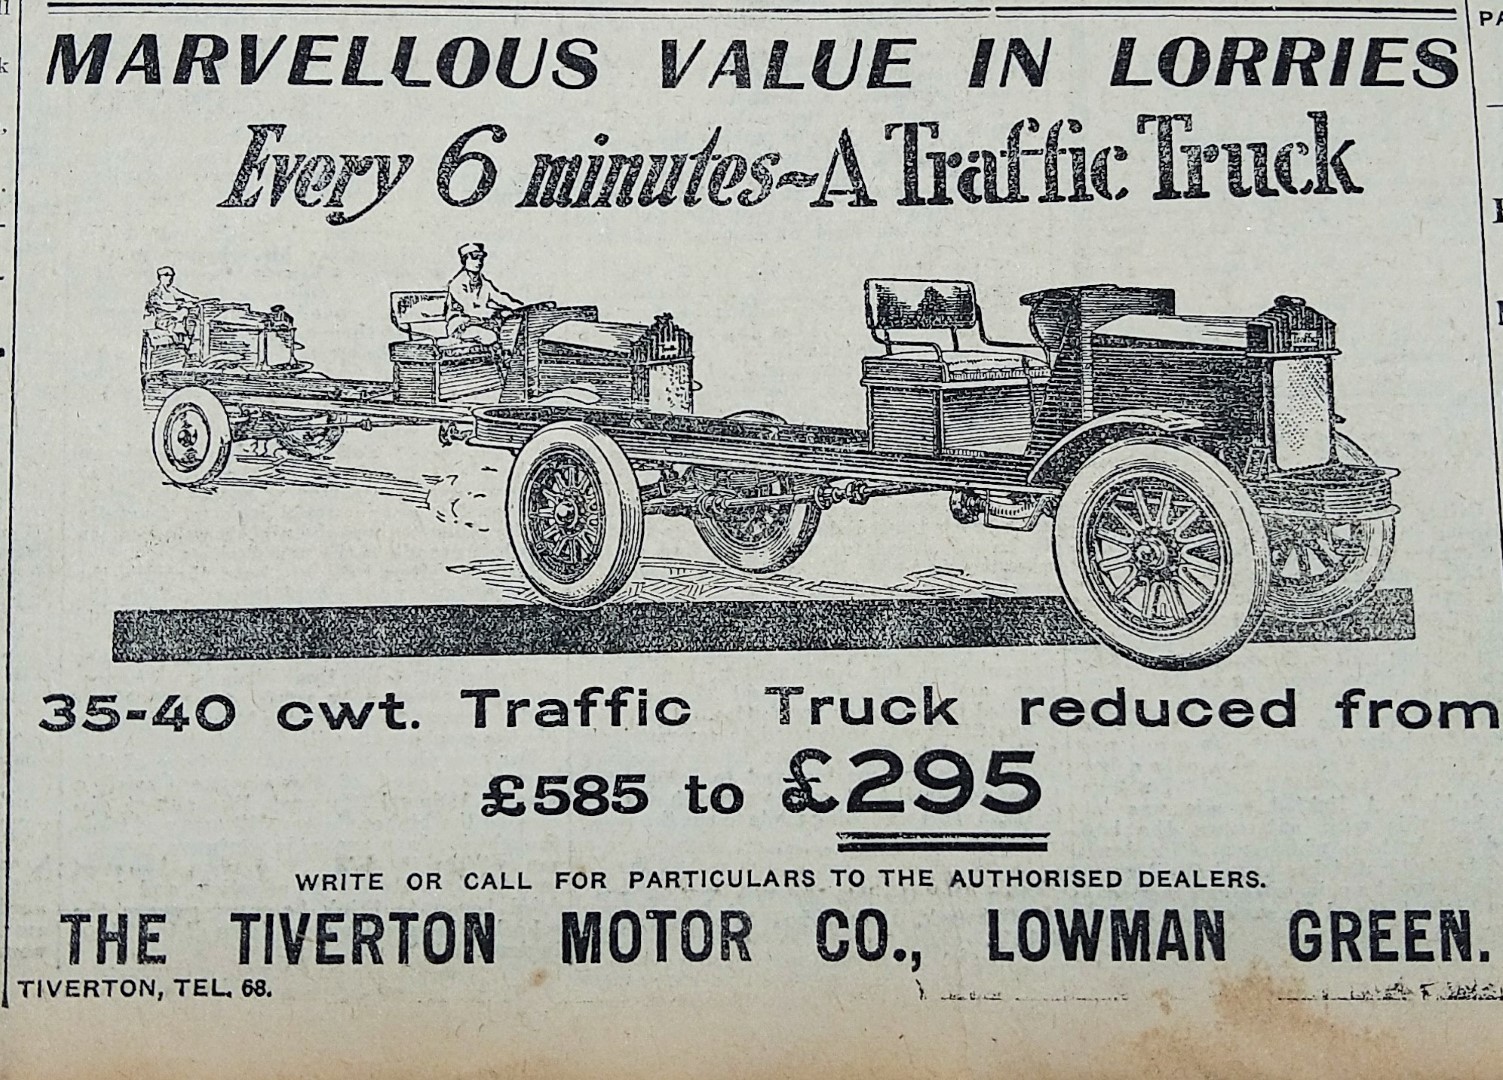 MARVELLOUS VALUE IN LORRIES
Every 6 minutes~A Traffic Truck
Traffic
35-40 cwt. Traffic Truck reduced from
£585 to £295
WRITE OR CALL FOR PARTICULARS TO THE AUTHORISED DEALERS.
THE TIVERTON MOTOR CO., LOWMAN GREEN.
TIVERTON, TEL. 68.